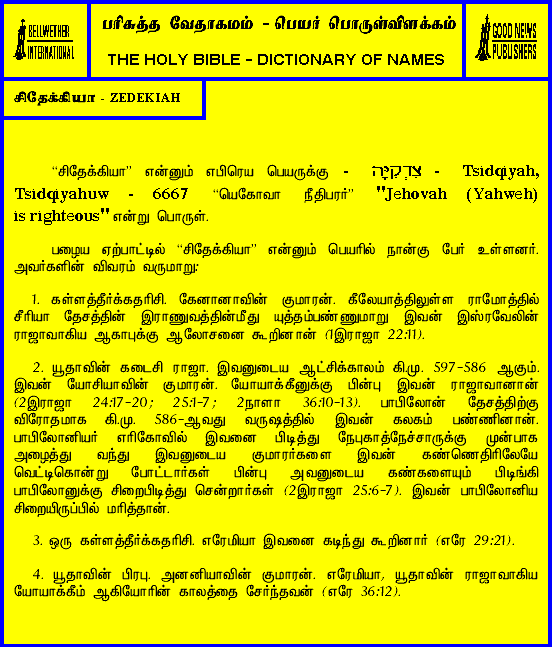 BELLWETHER
INTERNATIONAL
பரிசுத்த வேதாகமம் - பெயர் பொருள்விளக்கம்
THE HOLY BIBLE - DICTIONARY OF NAMES
GOOD NEWS
PUBLISHERS
சிதேக்கியா - ZEDEKIAH
“சிதேக்கியா” என்னும் எபிரெய பெயருக்கு - צִדְקִיָּה - Tsidqiyah,
Tsidqiyahuw - 6667 “யெகோவா நீதிபரர்” "Jehovah (Yahweh)
is righteous" என்று பொருள்.
பழைய ஏற்பாட்டில் “சிதேக்கியா” என்னும் பெயரில் நான்கு பேர் உள்ளனர்.
அவர்களின் விவரம் வருமாறு:
1. கள்ளத்தீர்க்கதரிசி. கேனானாவின் குமாரன். கீலேயாத்திலுள்ள ராமோத்தில்
சீரியா தேசத்தின் இராணுவத்தின்மீது யுத்தம்பண்ணுமாறு இவன் இஸ்ரவேலின்
ராஜாவாகிய ஆகாபுக்கு ஆலோசனை கூறினான் (1இராஜா 22:11).
2. யூதாவின் கடைசி ராஜா. இவனுடைய ஆட்சிக்காலம் கி.மு. 597-586 ஆகும்.
இவன் யோசியாவின் குமாரன். யோயாக்கீனுக்கு பின்பு இவன் ராஜாவானான்
(2இராஜா 24:17-20; 25:1-7; 2நாளா 36:10-13). பாபிலோன் தேசத்திற்கு
விரோதமாக கி.மு. 586-ஆவது வருஷத்தில் இவன் கலகம் பண்ணினான்.
பாபிலோனியர் எரிகோவில் இவனை பிடித்து நேபுகாத்நேச்சாருக்கு முன்பாக
அழைத்து வந்து இவனுடைய குமாரர்களை இவன் கண்ணெதிரிலேயே
வெட்டிகொன்று போட்டார்கள் பின்பு அவனுடைய கண்களையும் பிடிங்கி
பாபிலோனுக்கு சிறைபிடித்து சென்றார்கள் (2இராஜா 25:6-7). இவன் பாபிலோனிய
சிறையிருப்பில் மரித்தான்.
3. ஒரு கள்ளத்தீர்க்கதரிசி. எரேமியா இவனை கடிந்து கூறினார் (எரே 29:21).
4. யூதாவின் பிரபு. அனனியாவின் குமாரன். எரேமியா, யூதாவின் ராஜாவாகிய
யோயாக்கீம் ஆகியோரின் காலத்தை சேர்ந்தவன் (எரே 36:12).